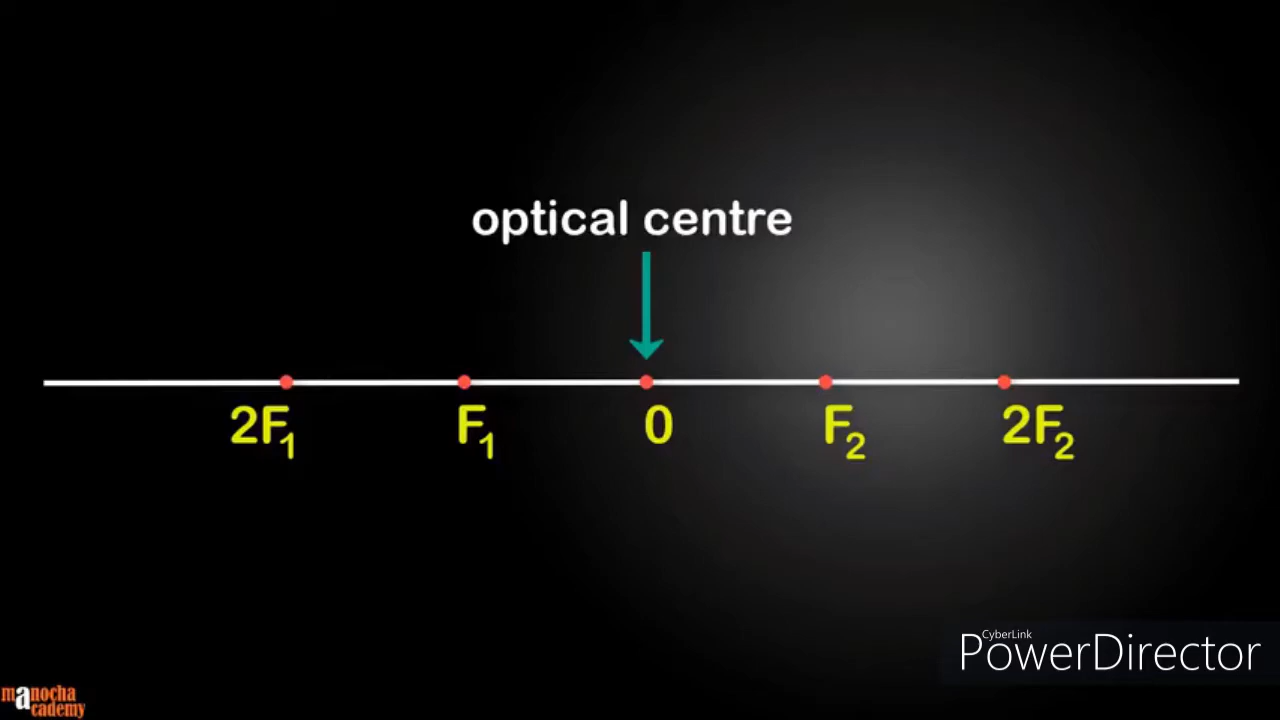 optical centre
2F₁ F₁ 0 F₂ 2F₂
CyberLink
PowerDirector
manocha
academy